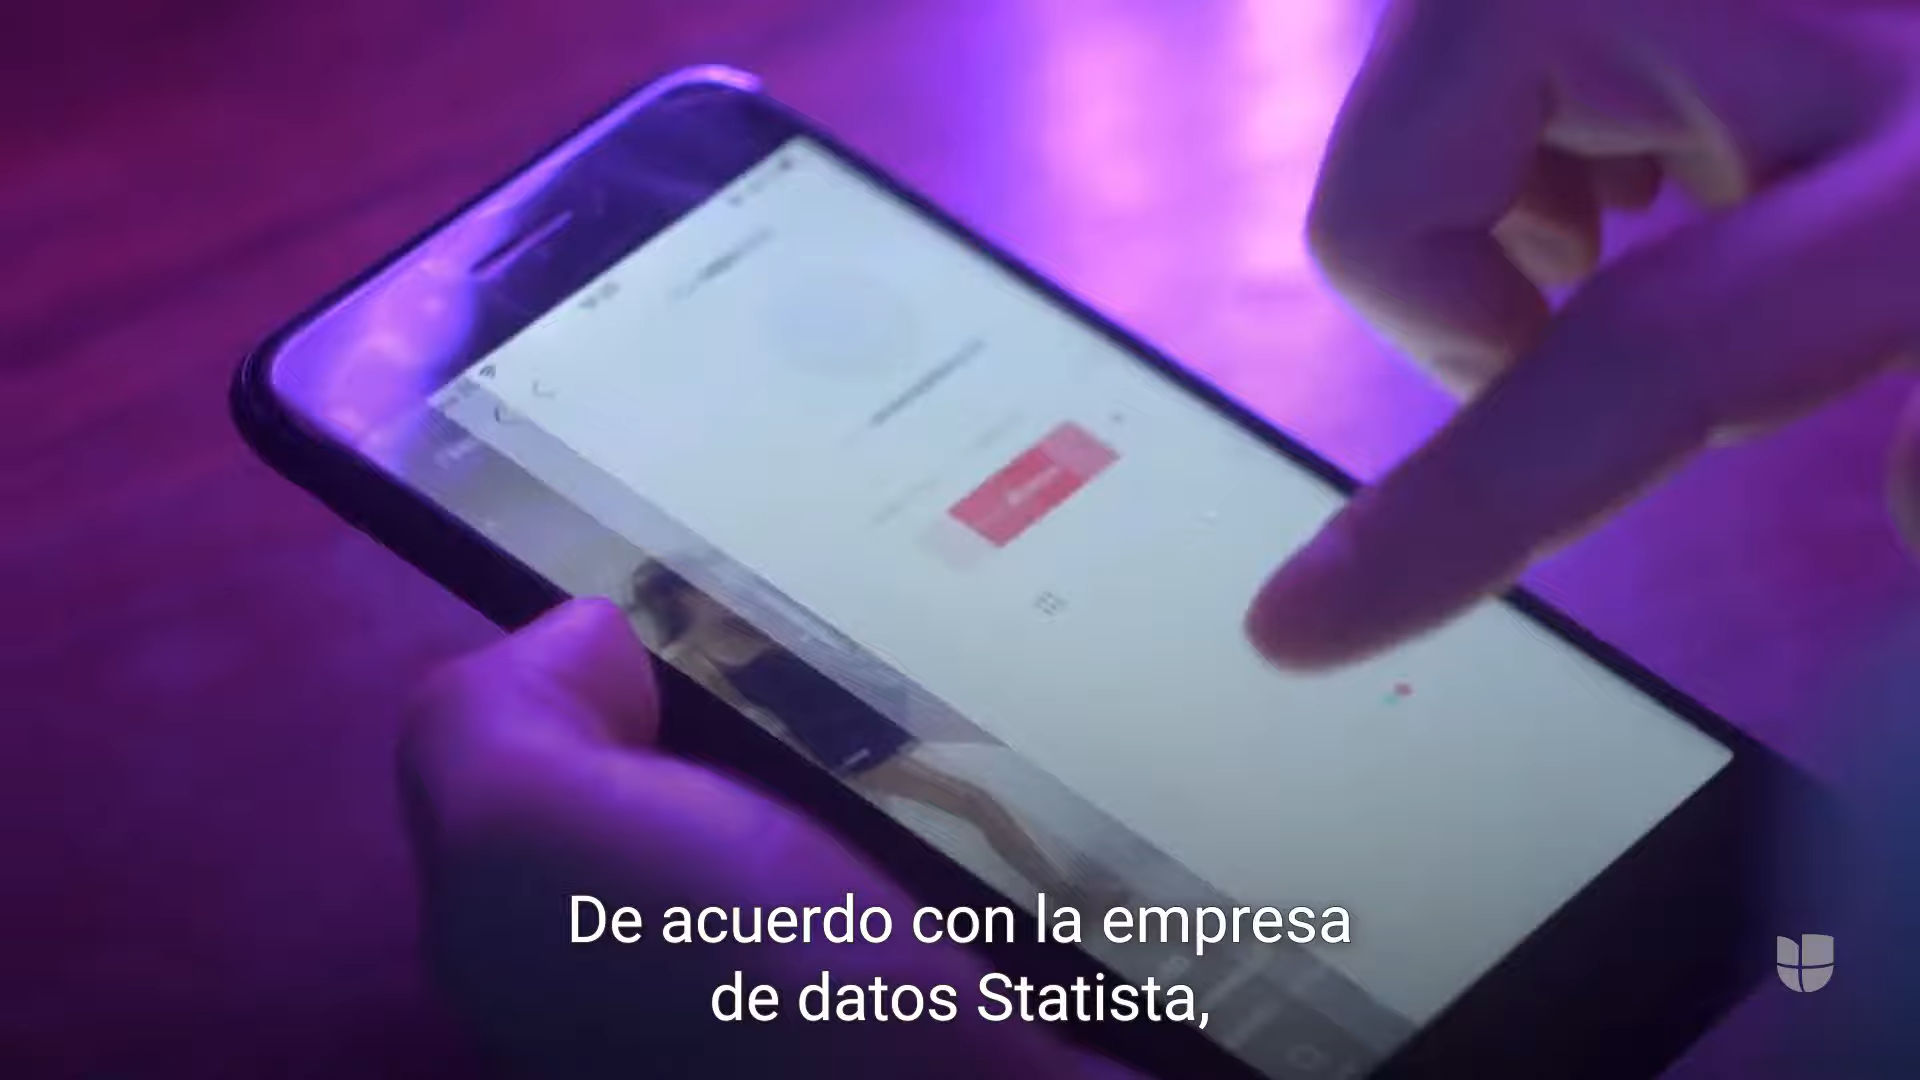 De acuerdo con la empresa
de datos Statista,